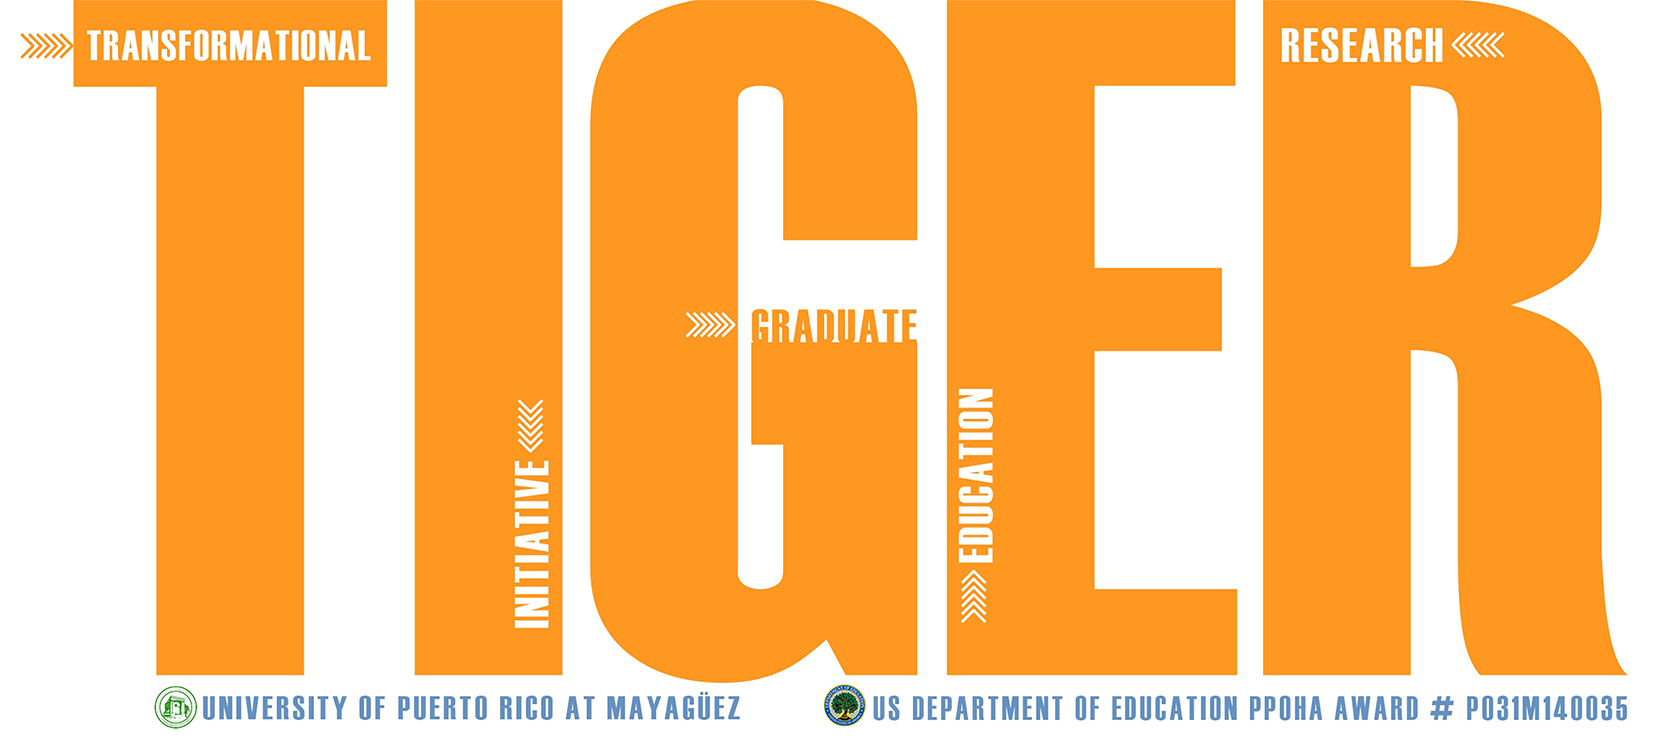 TIGER
TRANSFORMATIONAL
INITIATIVE
GRADUATE
EDUCATION
RESEARCH
UNIVERSITY OF PUERTO RICO AT MAYAGÜEZ
US DEPARTMENT OF EDUCATION PPOHA AWARD # P031M140035